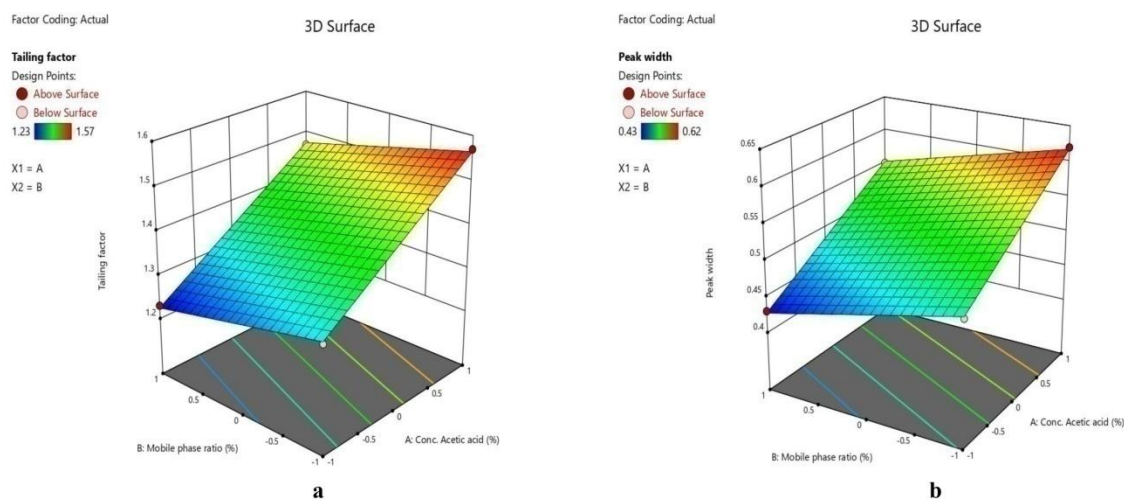 Factor Coding: Actual
3D Surface
Tailing factor
Design Points:
Above Surface
Below Surface
1.23 1.57
X1 = A
X2 = B
1.6
1.5
1.4
1.3
1.2
Tailing factor
1
0.5
0
-0.5
-1
B: Mobile phase ratio (%)
-1
-0.5
0
0.5
1
A: Conc. Acetic acid (%)
a
Factor Coding: Actual
3D Surface
Peak width
Design Points:
Above Surface
Below Surface
0.43 0.62
X1 = A
X2 = B
0.65
0.6
0.55
0.5
0.45
0.4
Peak width
1
0.5
0
-0.5
-1
B: Mobile phase ratio (%)
-1
-0.5
0
0.5
1
A: Conc. Acetic acid (%)
b